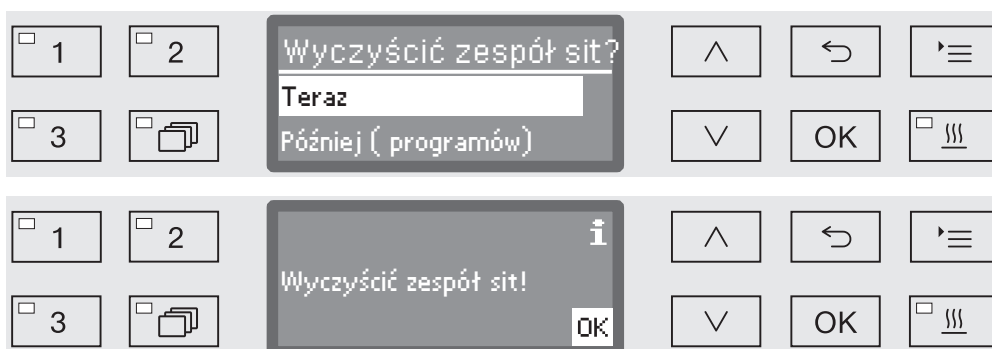 1 2
Wyczyścić zespół sit?
Teraz
3
Później ( programów)
OK
1 2
Wyczyścić zespół sit!
3
OK
OK